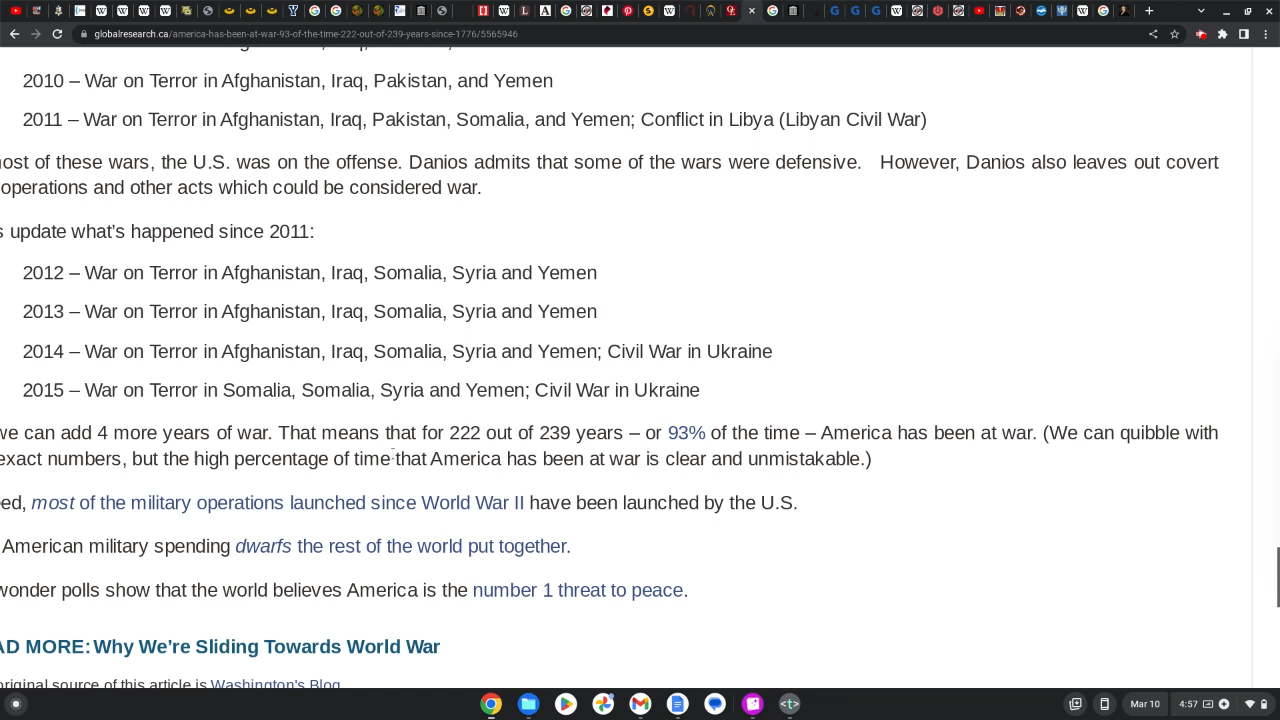 globalresearch.ca/america-has-been-at-war-93-of-the-time-222-out-of-239-years-since-1776/5565946
2010 – War on Terror in Afghanistan, Iraq, Pakistan, and Yemen
2011 – War on Terror in Afghanistan, Iraq, Pakistan, Somalia, and Yemen; Conflict in Libya (Libyan Civil War)
ost of these wars, the U.S. was on the offense. Danios admits that some of the wars were defensive. However, Danios also leaves out covert
operations and other acts which could be considered war.
s update what's happened since 2011:
2012 – War on Terror in Afghanistan, Iraq, Somalia, Syria and Yemen
2013 – War on Terror in Afghanistan, Iraq, Somalia, Syria and Yemen
2014 – War on Terror in Afghanistan, Iraq, Somalia, Syria and Yemen; Civil War in Ukraine
2015 – War on Terror in Somalia, Somalia, Syria and Yemen; Civil War in Ukraine
we can add 4 more years of war. That means that for 222 out of 239 years – or 93% of the time – America has been at war. (We can quibble with
exact numbers, but the high percentage of time that America has been at war is clear and unmistakable.)
eed, most of the military operations launched since World War II have been launched by the U.S.
American military spending dwarfs the rest of the world put together.
wonder polls show that the world believes America is the number 1 threat to peace.
AD MORE: Why We're Sliding Towards World War
original source of this article is Washington's Blog
Mar 10 4:57